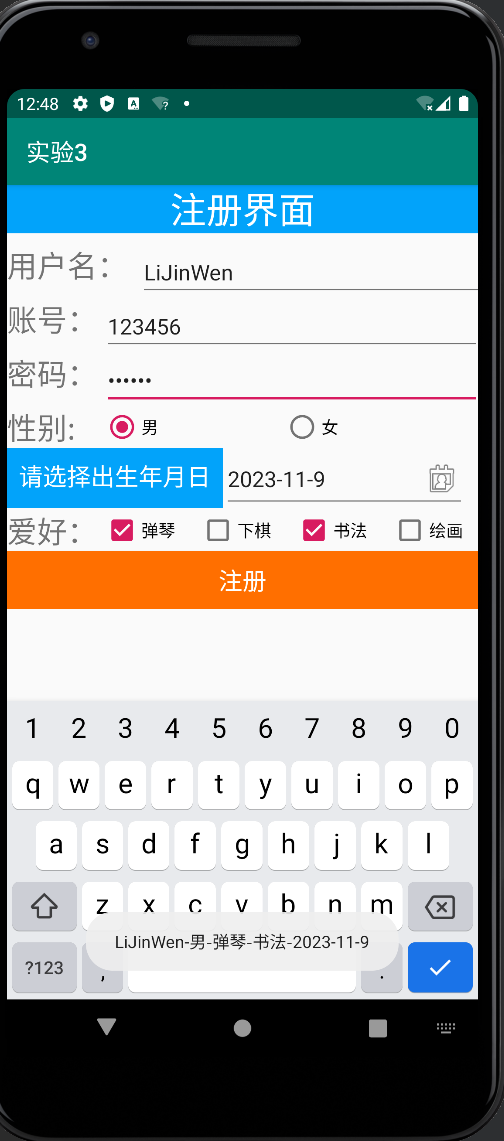 12:48
实验3
注册界面
用户名： LiJinWen
账号： 123456
密码： ••••••
性别: 男 女
请选择出生年月日 2023-11-9
爱好： 弹琴 下棋 书法 绘画
注册
1 2 3 4 5 6 7 8 9 0
q w e r t y u i o p
a s d f g h j k l
z x c v b n m
LiJinWen-男-弹琴-书法-2023-11-9
?123 , .